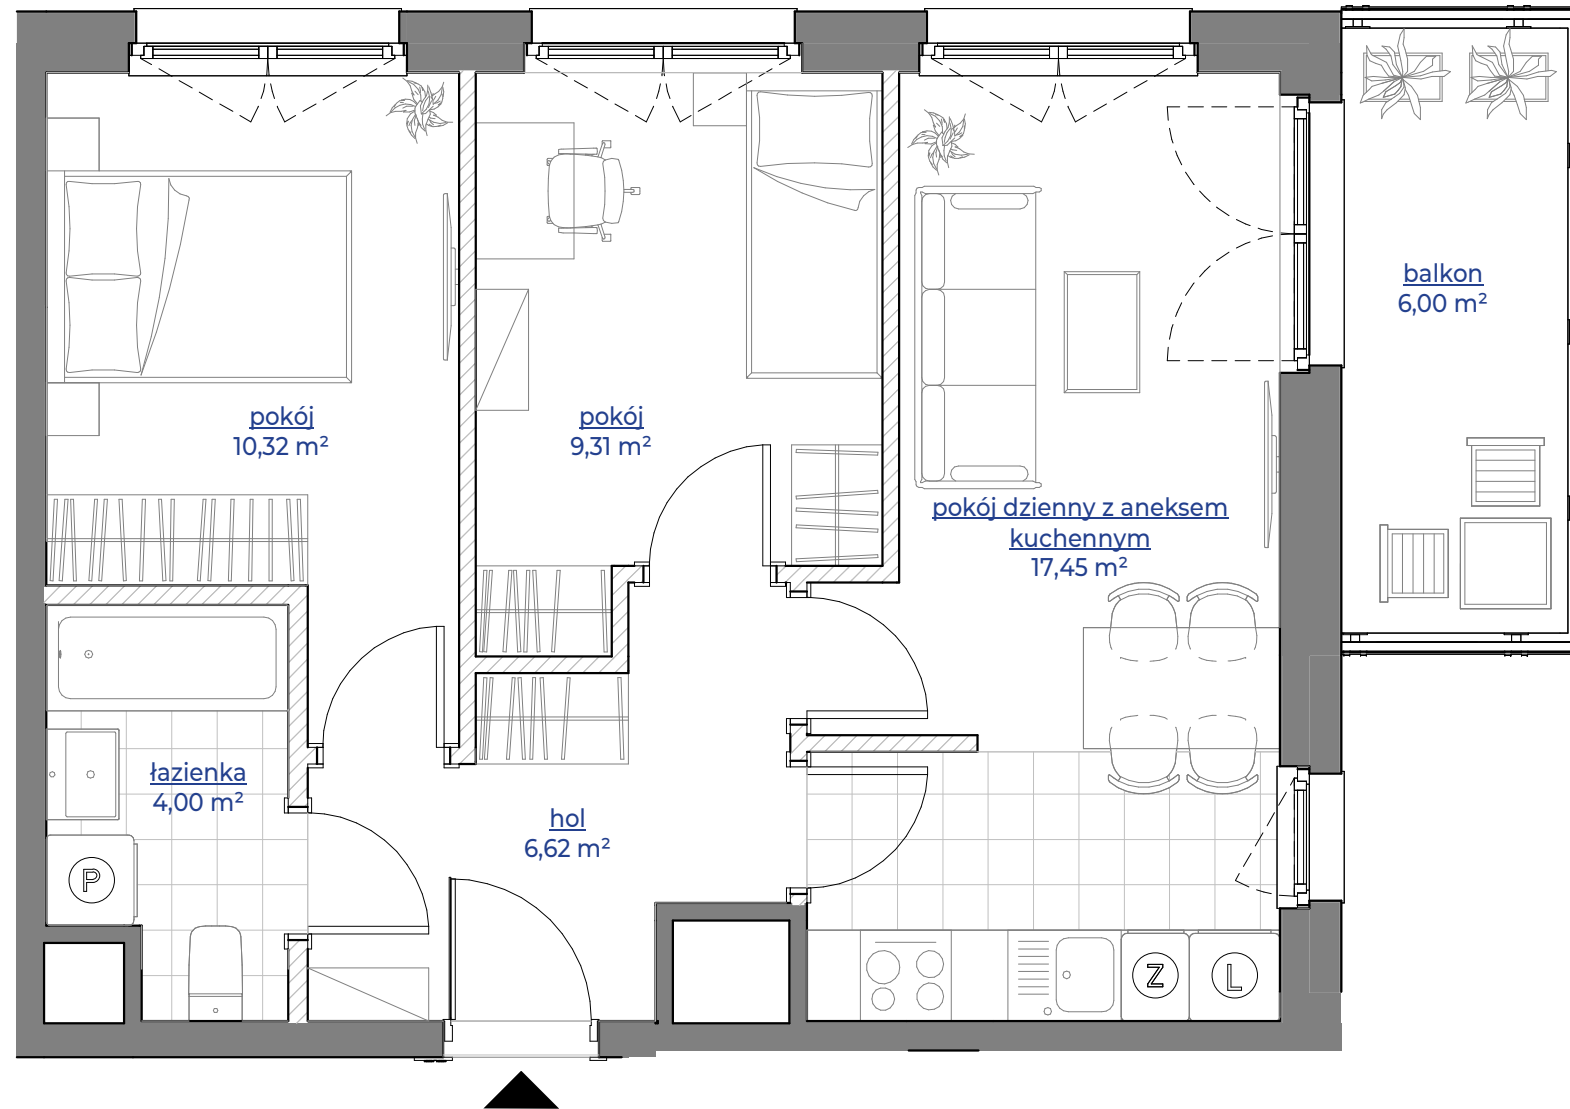 balkon
6,00 m²
pokój
10,32 m²
pokój
9,31 m²
pokój dzienny z aneksem
kuchennym
17,45 m²
łazienka
4,00 m²
hol
6,62 m²
P
Z
L